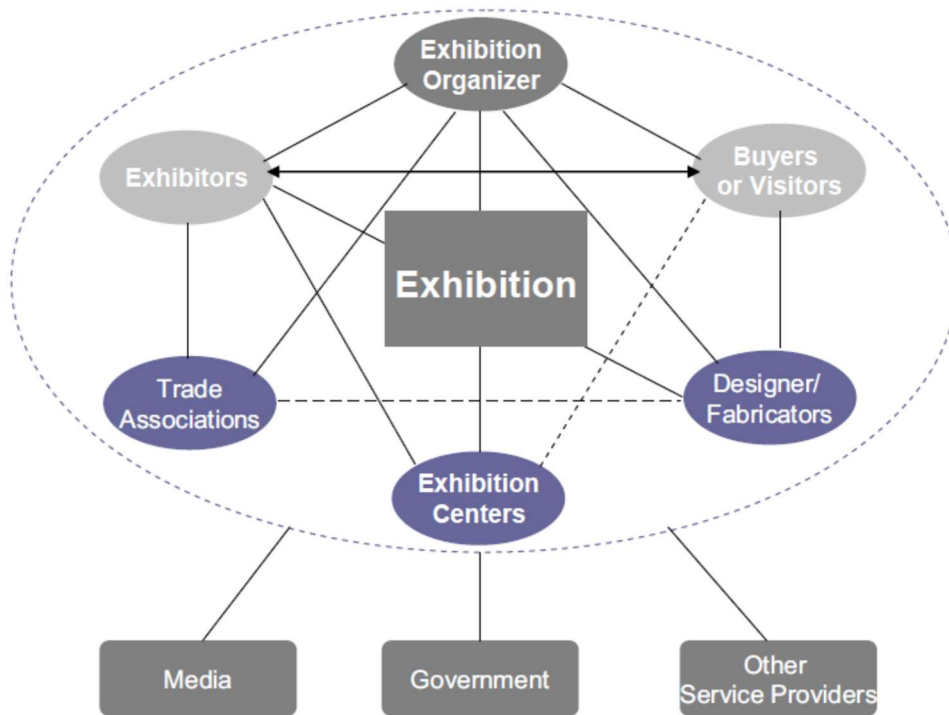 Exhibition
Organizer
Exhibitors
Buyers
or Visitors
Exhibition
Trade
Associations
Designer/
Fabricators
Exhibition
Centers
Media
Government
Other
Service Providers